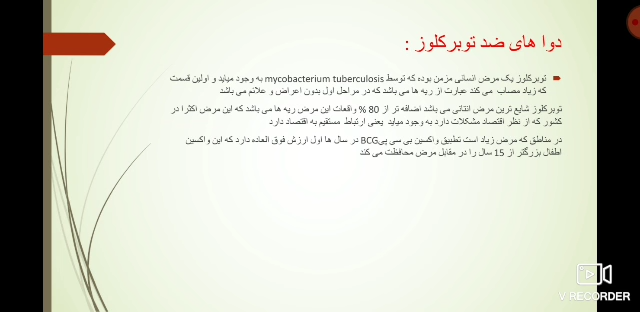 دوا های ضد توبرکلوز :
توبرکلوز یک مرض انسانی مزمن بوده که توسط mycobacterium tuberculosis به وجود میاید و اولین قسمت
که زیاد مصاب می کند عبارت از ریه ها می باشد که در مراحل اول بدون اعراض و علائم می باشد
توبرکلوز شایع ترین مرض انتانی می باشد اضافه تر از 80 % واقعات این مرض ریه ها می باشد که این مرض اکثرا در
کشور که از نظر اقتصاد مشکلات دارد به وجود میاید یعنی ارتباط مستقیم به اقتصاد دارد
در مناطق که مرض زیاد است تطبیق واکسین بی سی پیBCG در سال ها اول ارزش فوق العاده دارد که این واکسین
اطفال بزرگتر از 15 سال را در مقابل مرض محافظت می کند
V RECORDER